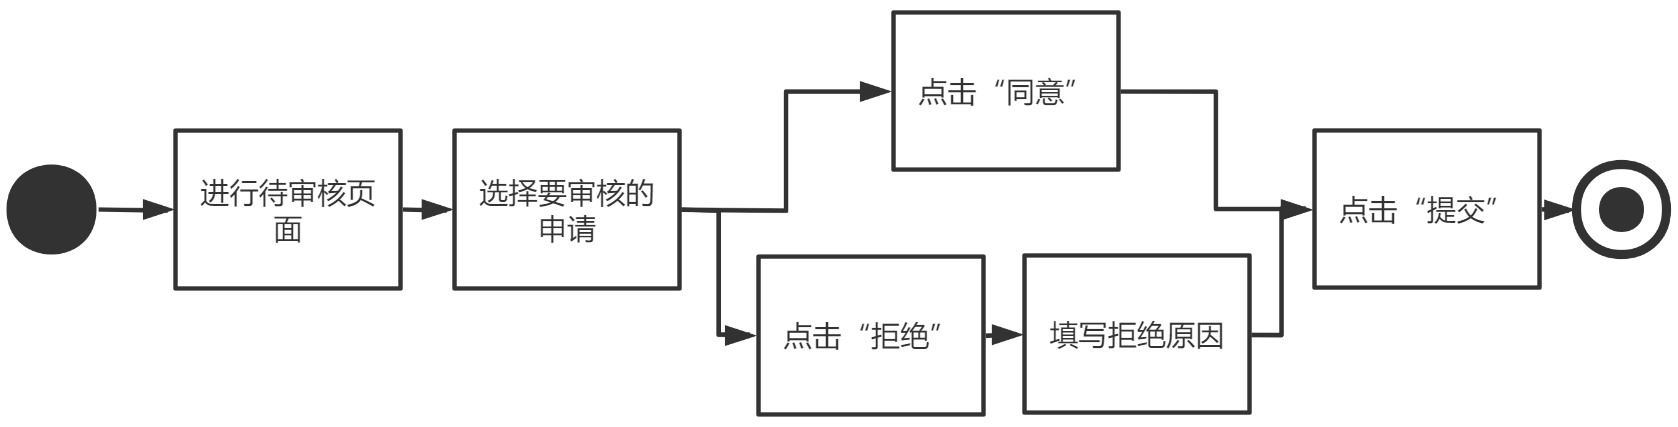 进行待审核页
面
选择要审核的
申请
点击“同意”
点击“拒绝”
填写拒绝原因
点击“提交”